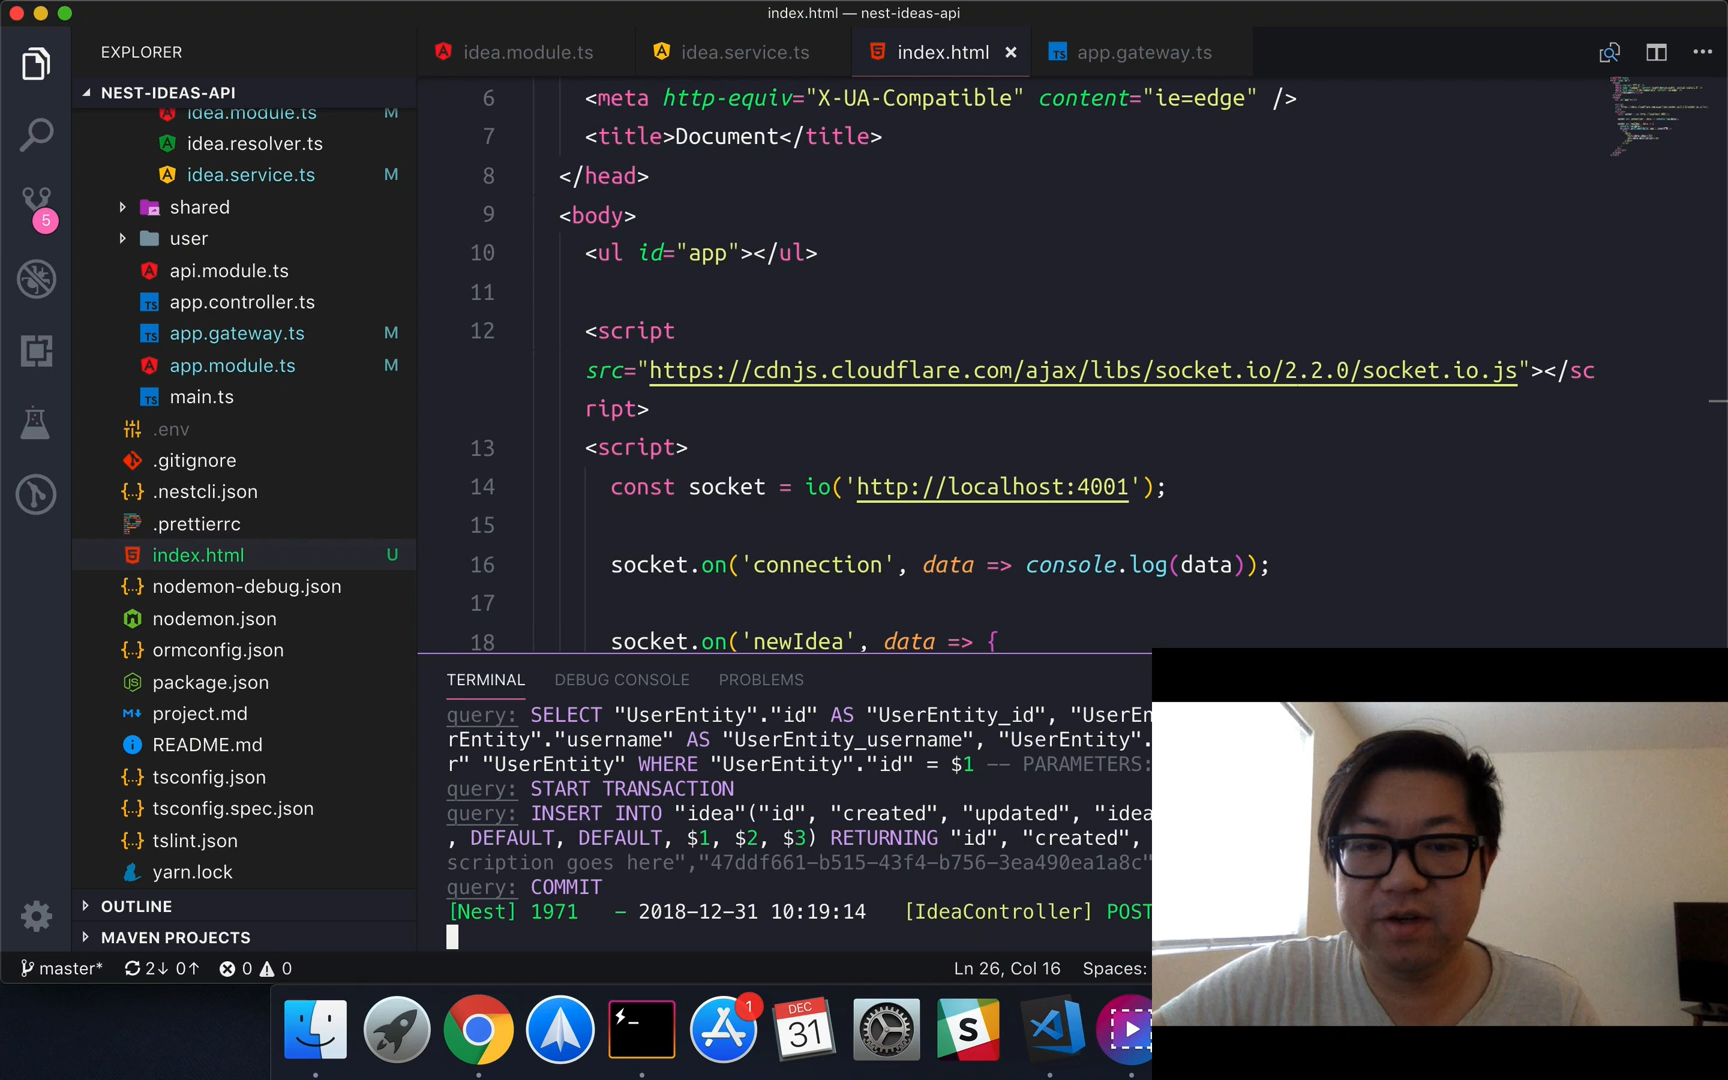 index.html — nest-ideas-api
EXPLORER
NEST-IDEAS-API
idea.module.ts M
idea.resolver.ts
idea.service.ts M
shared
user
api.module.ts
app.controller.ts
app.gateway.ts M
app.module.ts M
main.ts
.env
.gitignore
.nestcli.json
.prettierrc
index.html U
nodemon-debug.json
nodemon.json
ormconfig.json
package.json
project.md
README.md
tsconfig.json
tsconfig.spec.json
tslint.json
yarn.lock
OUTLINE
MAVEN PROJECTS
5
idea.module.ts idea.service.ts index.html × app.gateway.ts
6 <meta http-equiv="X-UA-Compatible" content="ie=edge" />
7 <title>Document</title>
8 </head>
9 <body>
10 <ul id="app"></ul>
11
12 <script
src="https://cdnjs.cloudflare.com/ajax/libs/socket.io/2.2.0/socket.io.js"></sc
ript>
13 <script>
14 const socket = io('http://localhost:4001');
15
16 socket.on('connection', data => console.log(data));
17
18 socket.on('newIdea', data => {
TERMINAL DEBUG CONSOLE PROBLEMS
query: SELECT "UserEntity"."id" AS "UserEntity_id", "UserEn
rEntity"."username" AS "UserEntity_username", "UserEntity".
r" "UserEntity" WHERE "UserEntity"."id" = $1 -- PARAMETERS:
query: START TRANSACTION
query: INSERT INTO "idea"("id", "created", "updated", "idea
, DEFAULT, DEFAULT, $1, $2, $3) RETURNING "id", "created",
scription goes here","47ddf661-b515-43f4-b756-3ea490ea1a8c"
query: COMMIT
[Nest] 1971 - 2018-12-31 10:19:14 [IdeaController] POST
master* 2↓ 0↑ 0 0 Ln 26, Col 16 Spaces:
1
DEC
31
S